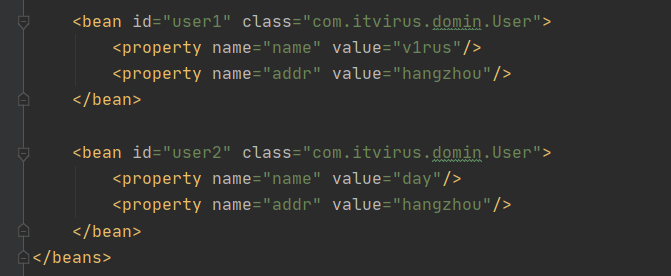 <bean id="user1" class="com.itvirus.domin.User">
<property name="name" value="v1rus"/>
<property name="addr" value="hangzhou"/>
</bean>
<bean id="user2" class="com.itvirus.domin.User">
<property name="name" value="day"/>
<property name="addr" value="hangzhou"/>
</bean>
</beans>